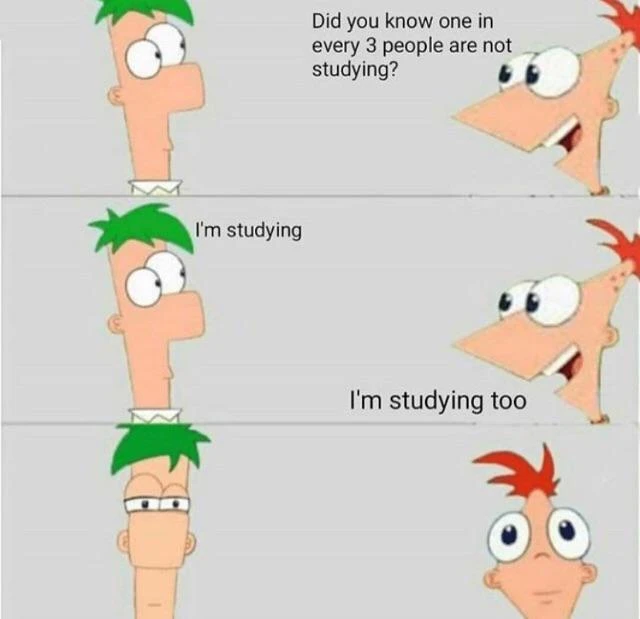 Did you know one in
every 3 people are not
studying?
I'm studying
I'm studying too